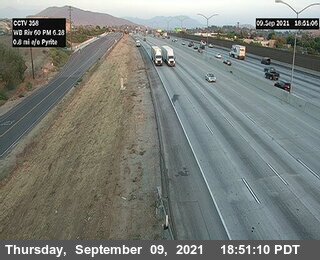 CCTV 358
WB Riv 60 PM 6.28
0.8 mi e/o Pyrite
09.Sep 2021
18:51:05
Thursday, September 09, 2021 18:51:10 PDT